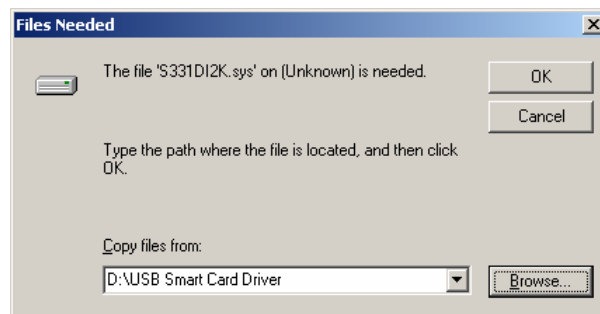 Files Needed
The file 'S331DI2K.sys' on (Unknown) is needed.
OK
Cancel
Type the path where the file is located, and then click
OK.
Copy files from:
D:\USB Smart Card Driver
Browse...